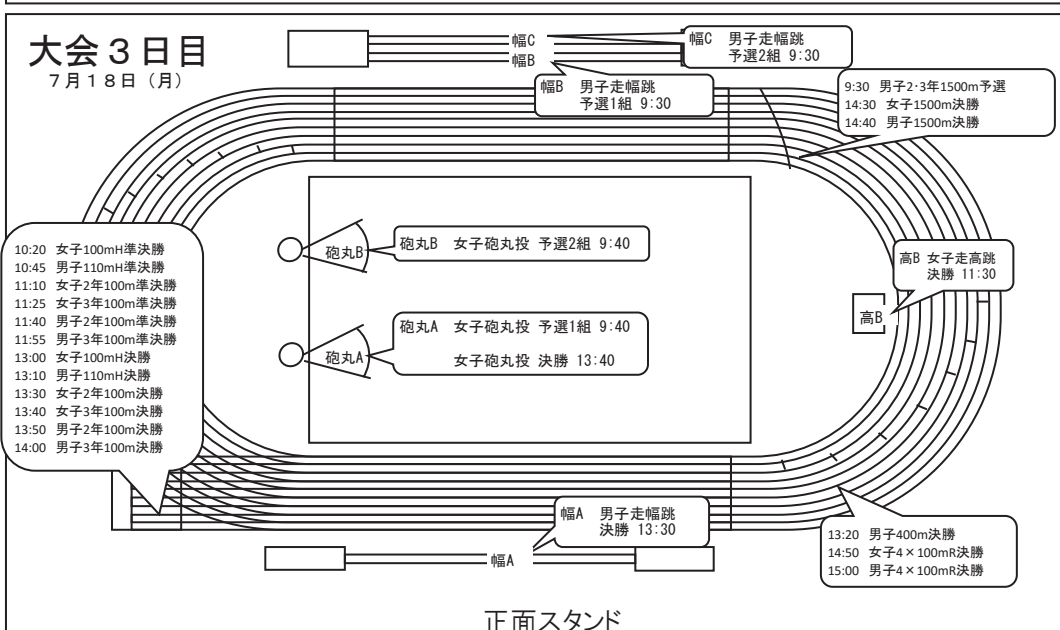 大会３日目
７月１８日（月）
幅C
幅B
幅C 男子走幅跳
予選2組 9:30
幅B 男子走幅跳
予選1組 9:30
9:30 男子2･3年1500m予選
14:30 女子1500m決勝
14:40 男子1500m決勝
砲丸B
砲丸B 女子砲丸投 予選2組 9:40
高B 女子走高跳
決勝 11:30
高B
砲丸A
砲丸A 女子砲丸投 予選1組 9:40
女子砲丸投 決勝 13:40
10:20 女子100mH準決勝
10:45 男子110mH準決勝
11:10 女子2年100m準決勝
11:25 女子3年100m準決勝
11:40 男子2年100m準決勝
11:55 男子3年100m準決勝
13:00 女子100mH決勝
13:10 男子110mH決勝
13:30 女子2年100m決勝
13:40 女子3年100m決勝
13:50 男子2年100m決勝
14:00 男子3年100m決勝
幅A 男子走幅跳
決勝 13:30
幅A
13:20 男子400m決勝
14:50 女子4×100mR決勝
15:00 男子4×100mR決勝
正面スタンド